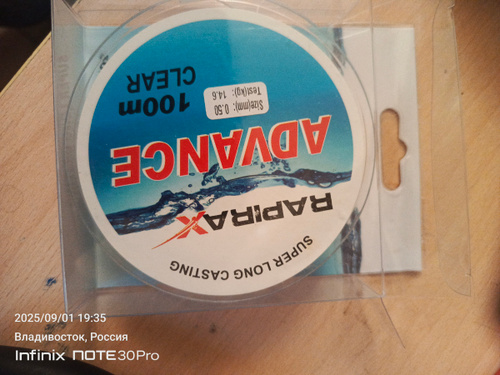 SUPER LONG CASTING
RAPIRAX
ADVANCE
Size(mm): 0.50
Test(kg): 14.6
100m
CLEAR
2025/09/01 19:35
Владивосток, Россия
Infinix NOTE30Pro